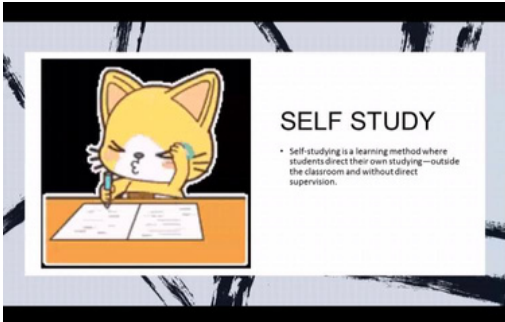 SELF STUDY
• Self-studying is a learning method where
students direct their own studying—outside
the classroom and without direct
supervision.